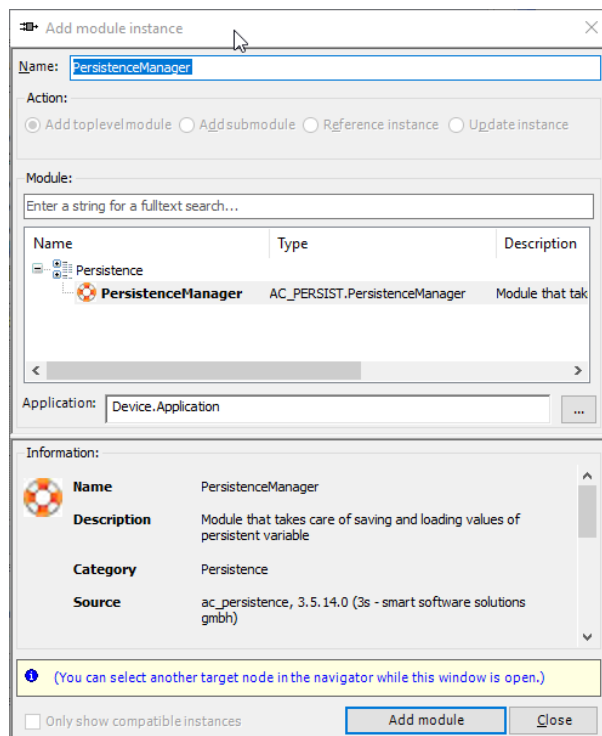 Add module instance
Name: PersistenceManager
Action:
Add toplevel module Add submodule Reference instance Update instance
Module:
Enter a string for a fulltext search...
Name Type Description
Persistence
PersistenceManager AC_PERSIST.PersistenceManager Module that tak
Application: Device.Application ...
Information:
Name PersistenceManager
Description Module that takes care of saving and loading values of
persistent variable
Category Persistence
Source ac_persistence, 3.5.14.0 (3s - smart software solutions
gmbh)
(You can select another target node in the navigator while this window is open.)
Only show compatible instances Add module Close